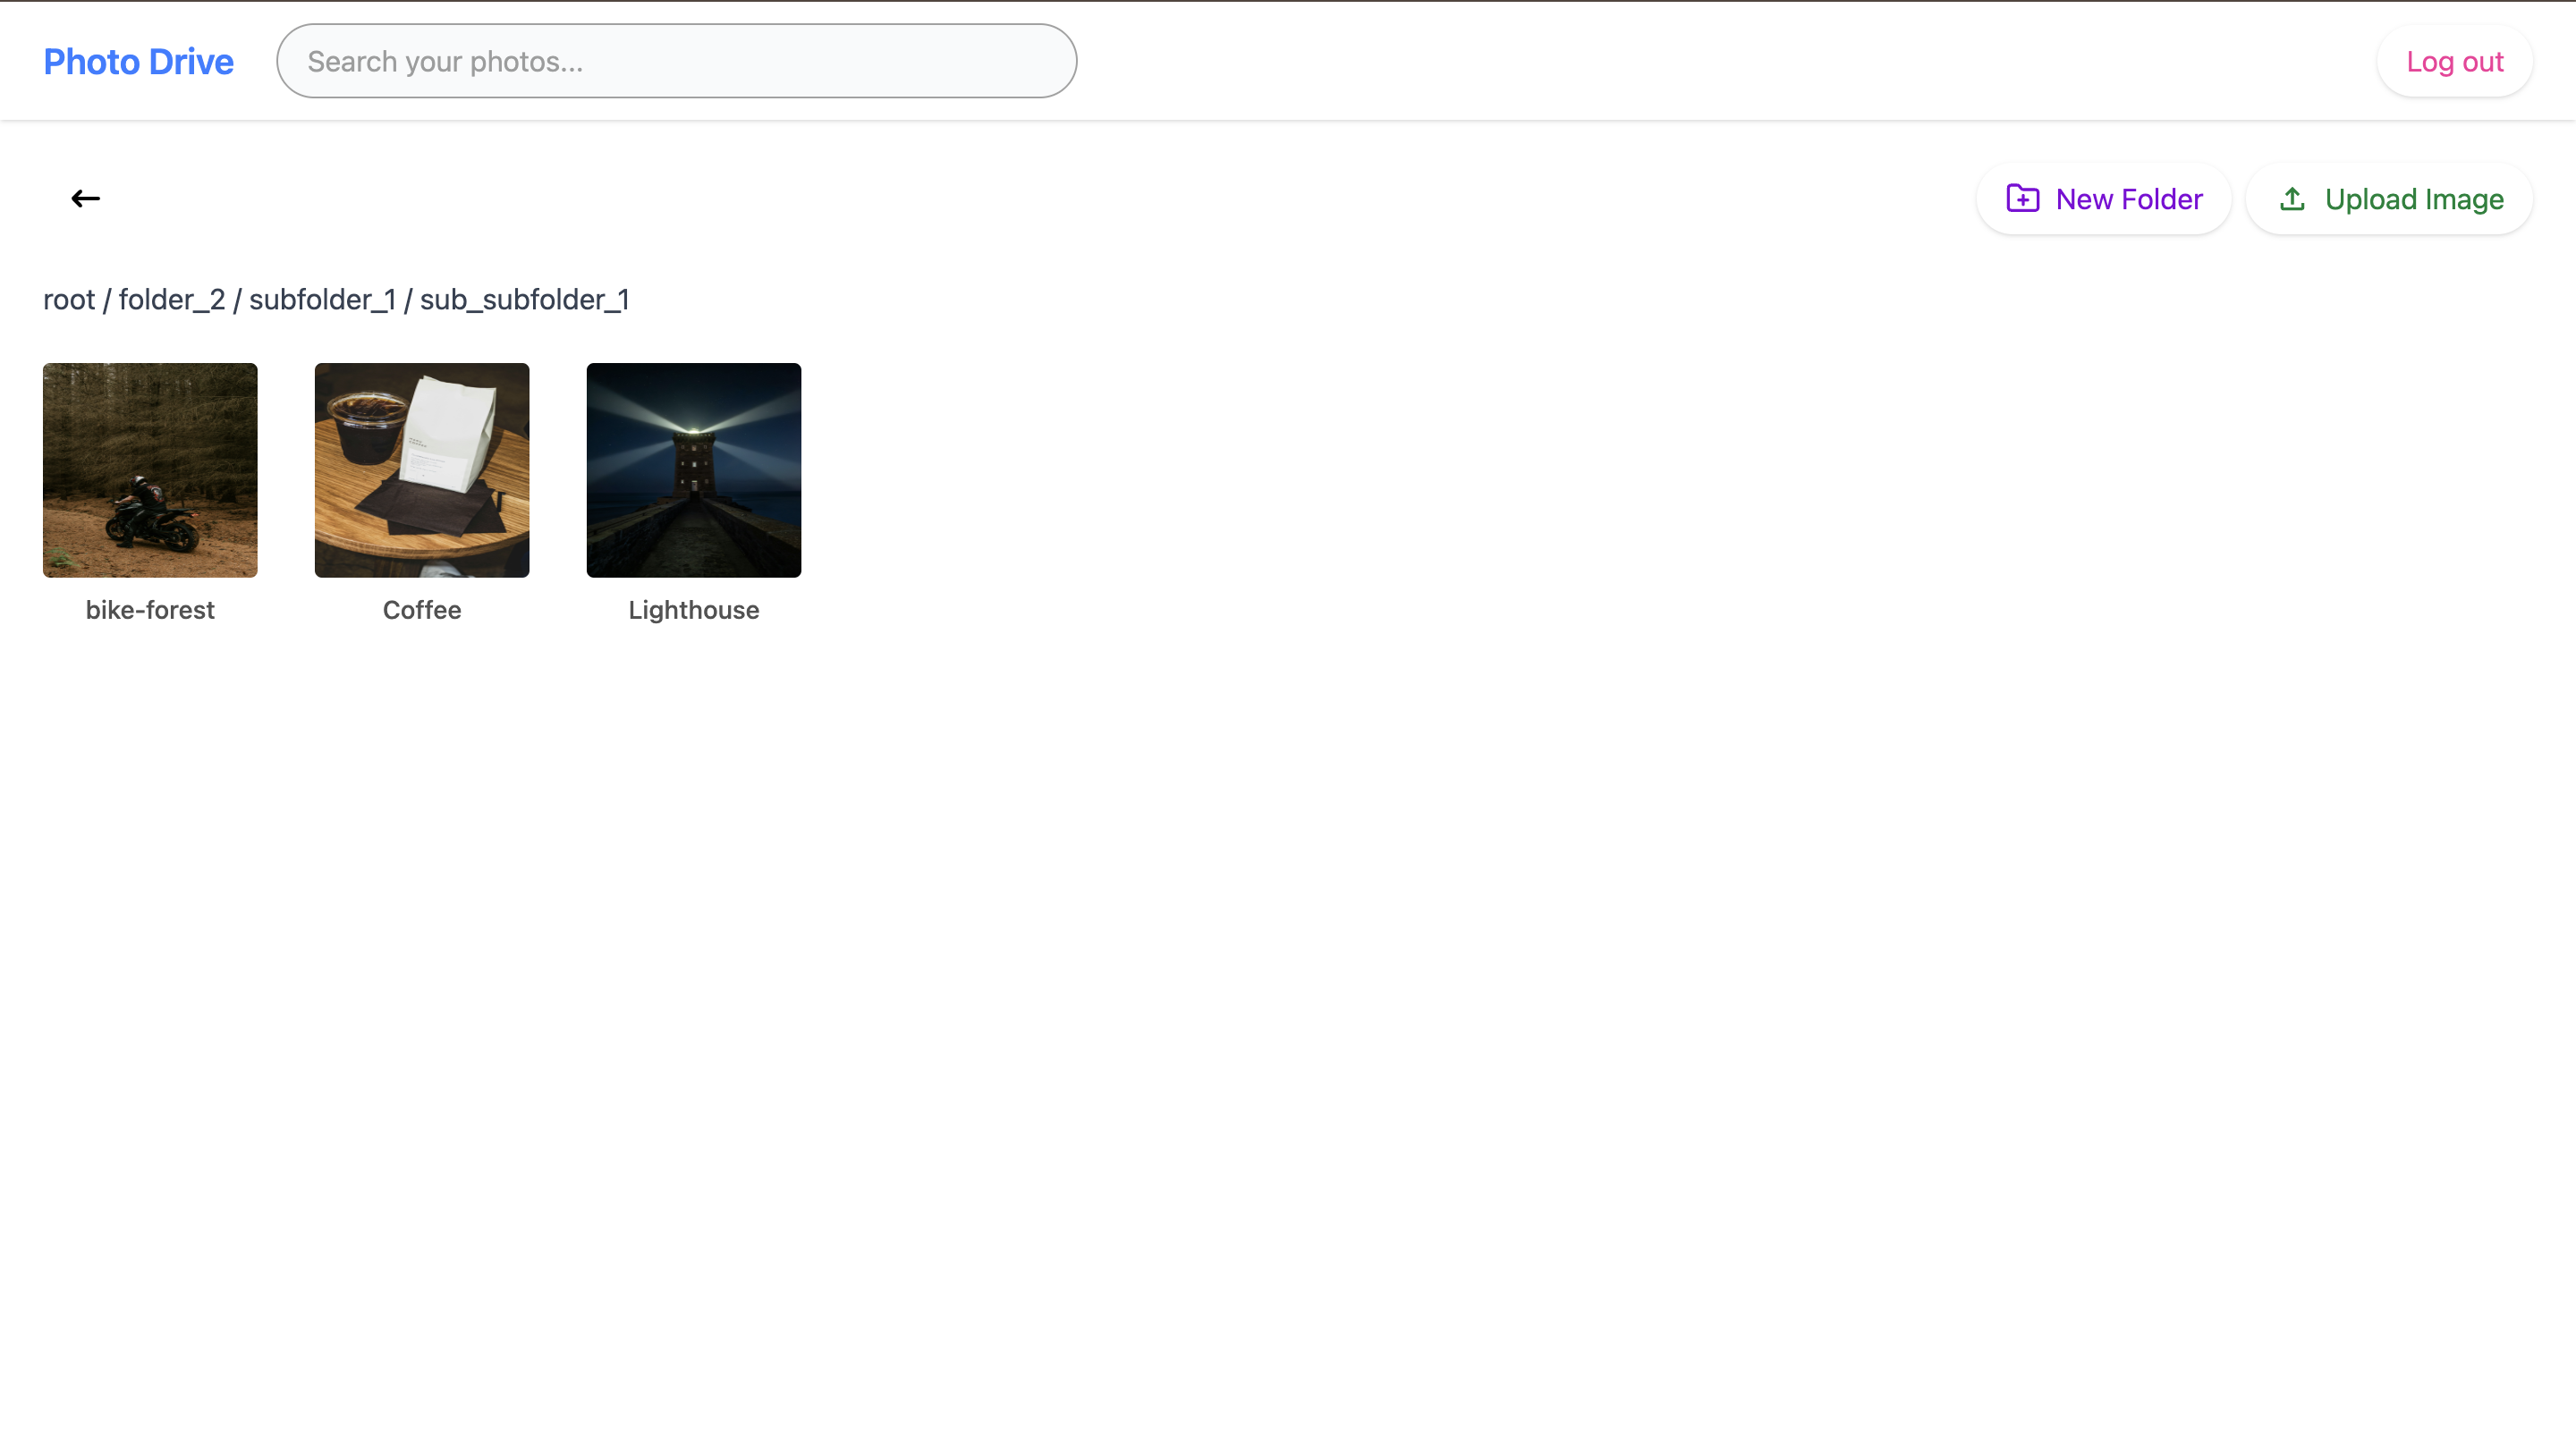 Photo Drive
Search your photos...
Log out
New Folder
Upload Image
root / folder_2 / subfolder_1 / sub_subfolder_1
bike-forest
Coffee
Lighthouse